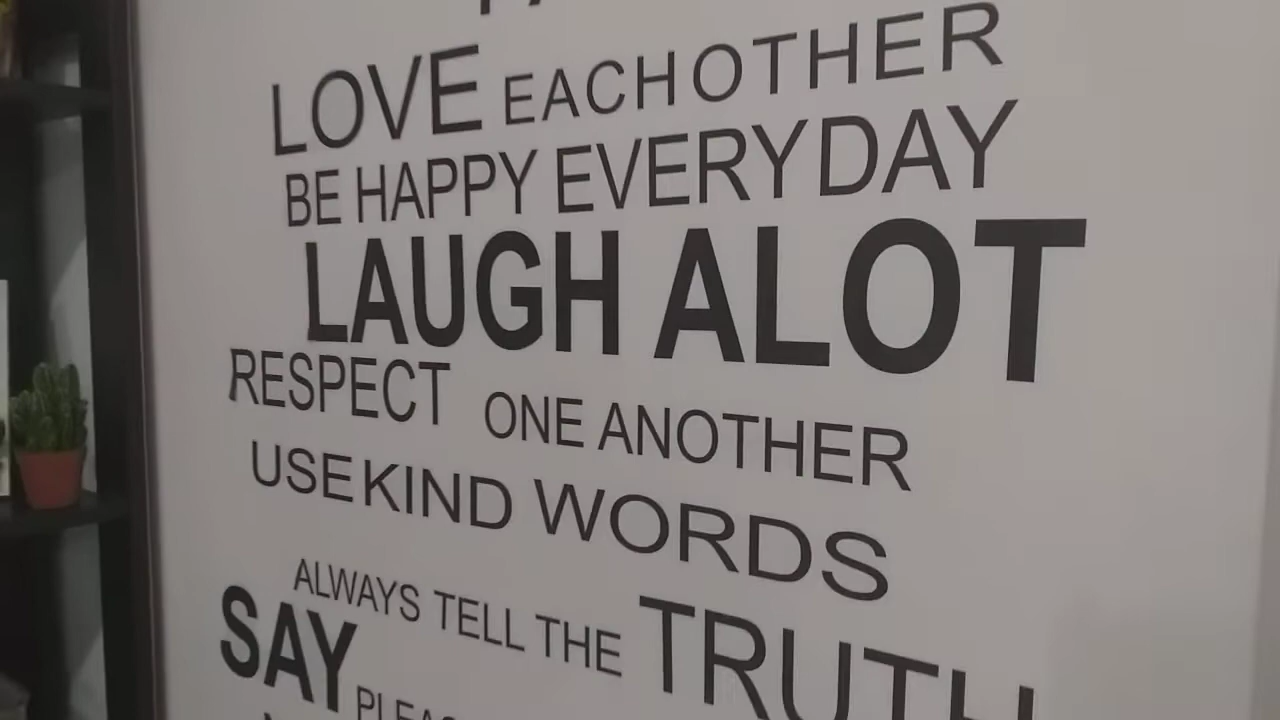 LOVE EACH OTHER
BE HAPPY EVERYDAY
LAUGH ALOT
RESPECT ONE ANOTHER
USE KIND WORDS
ALWAYS TELL THE TRUTH
SAY